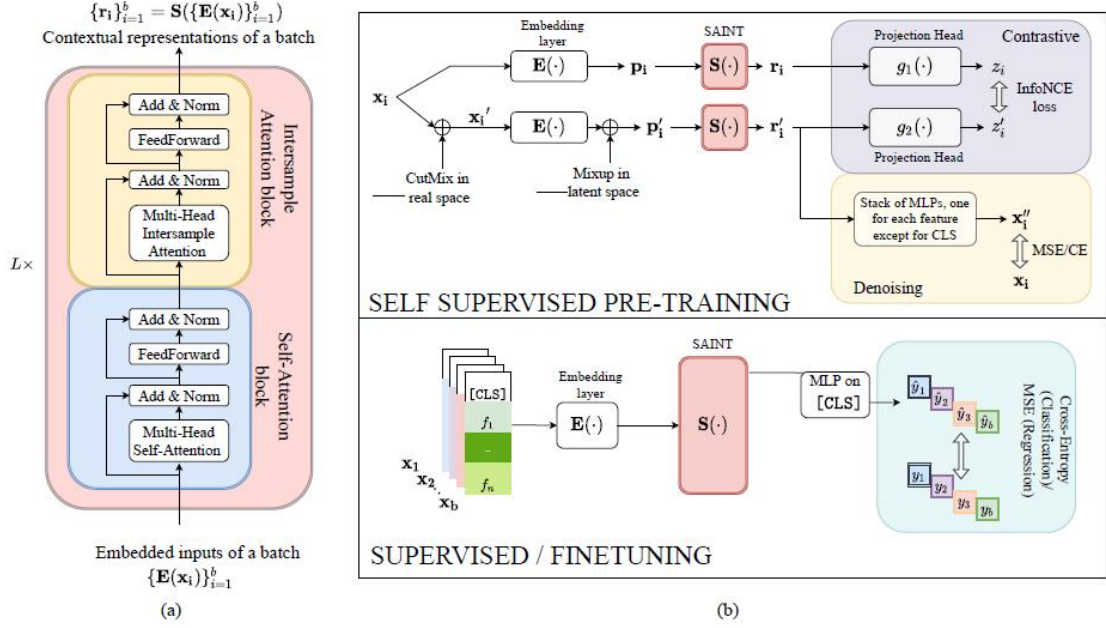 {r_i}_{i=1}^b = S({E(x_i)}_{i=1}^b)
Contextual representations of a batch
Add & Norm
FeedForward
Add & Norm
Multi-Head
Intersample
Attention
Intersample
Attention block
L×
Add & Norm
FeedForward
Add & Norm
Multi-Head
Self-Attention
Self-Attention
block
Embedded inputs of a batch
{E(x_i)}_{i=1}^b
(a)
Embedding
layer
SAINT
Projection Head
Contrastive
E(·)
p_i
S(·)
r_i
g_1(·)
z_i
x_i
InfoNCE
loss
x_i'
E(·)
p_i'
S(·)
r_i'
g_2(·)
z_i'
Projection Head
CutMix in
real space
Mixup in
latent space
Stack of MLPs, one
for each feature
except for CLS
x_i''
MSE/CE
x_i
Denoising
SELF SUPERVISED PRE-TRAINING
SAINT
[CLS]
f_1
..
f_n
x_1
x_2
..
x_b
Embedding
layer
E(·)
S(·)
MLP on
[CLS]
ŷ_1
ŷ_2
ŷ_3
ŷ_b
y_1
y_2
y_3
y_b
Cross-Entropy
(Classification)/
MSE (Regression)
SUPERVISED / FINETUNING
(b)